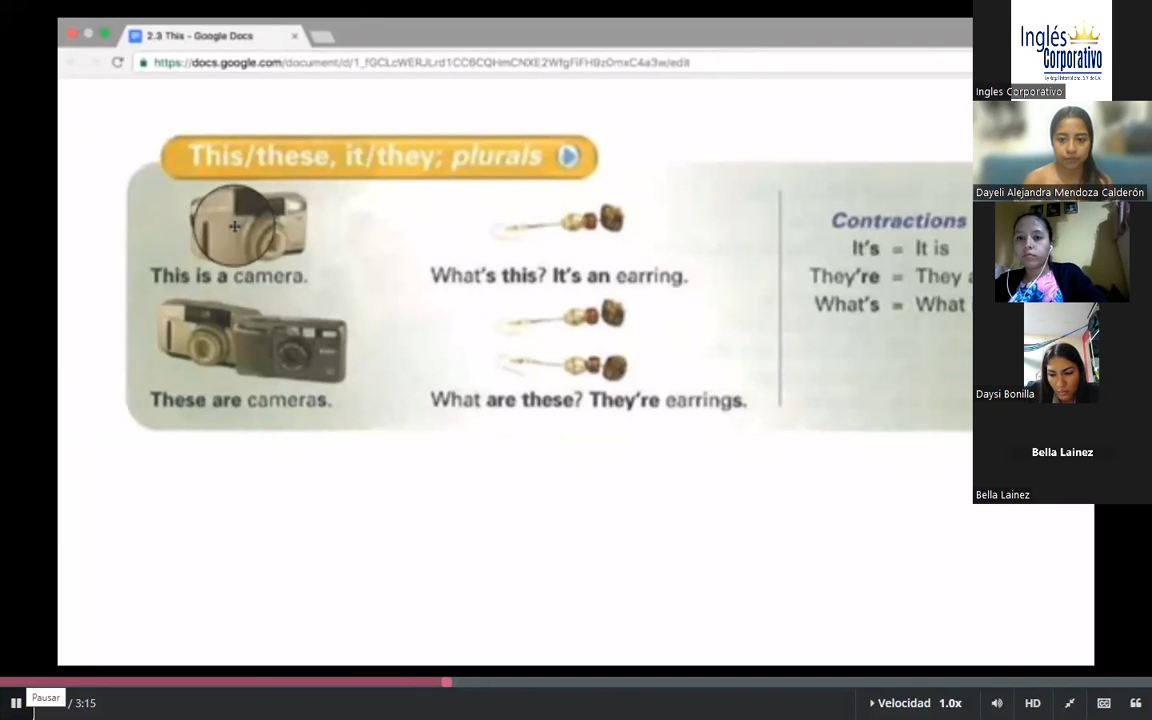 2.3 This - Google Docs
This/these, it/they; plurals
This is a camera.
What's this? It's an earring.
These are cameras.
What are these? They're earrings.
Contractions
It's = It is
They're = They
What's = What
Inglés
Corporativo
Ingles Corporativo
Dayeli Alejandra Mendoza Calderón
Daysi Bonilla
Bella Lainez
Bella Lainez
Pausar
/ 3:15
Velocidad 1.0x
HD